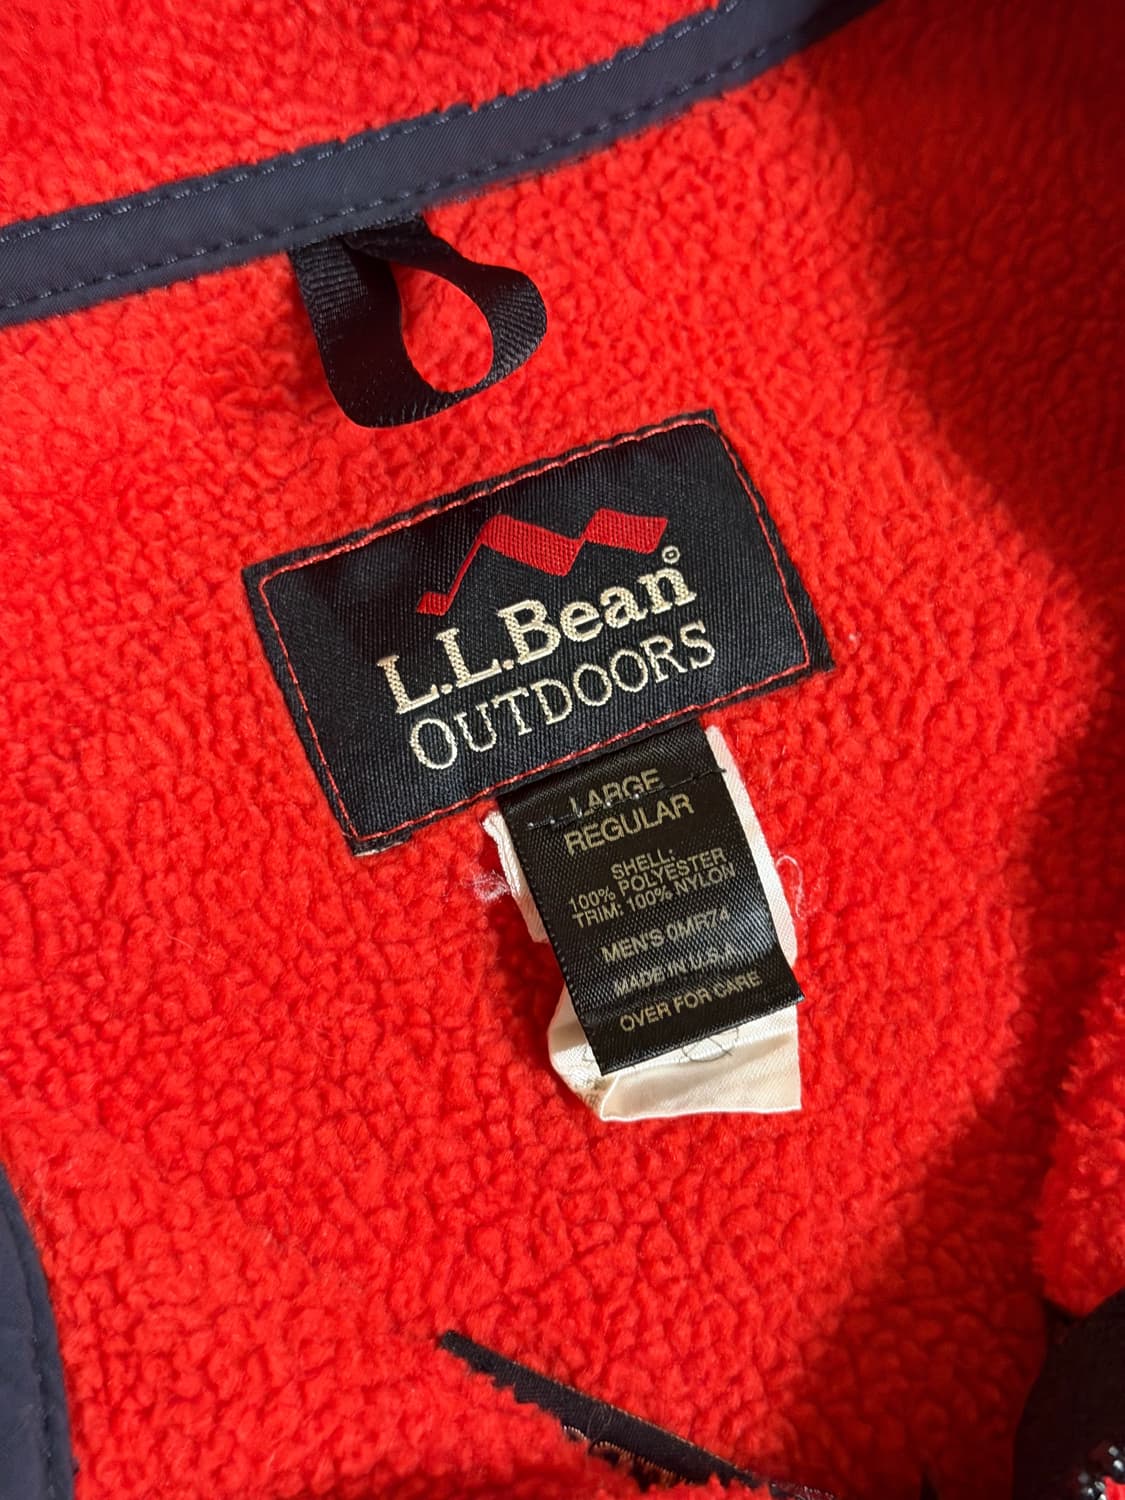 L.L.Bean®
OUTDOORS
LARGE
REGULAR
SHELL:
100% POLYESTER
TRIM: 100% NYLON
MEN'S 0MR74
MADE IN U.S.A.
OVER FOR CARE